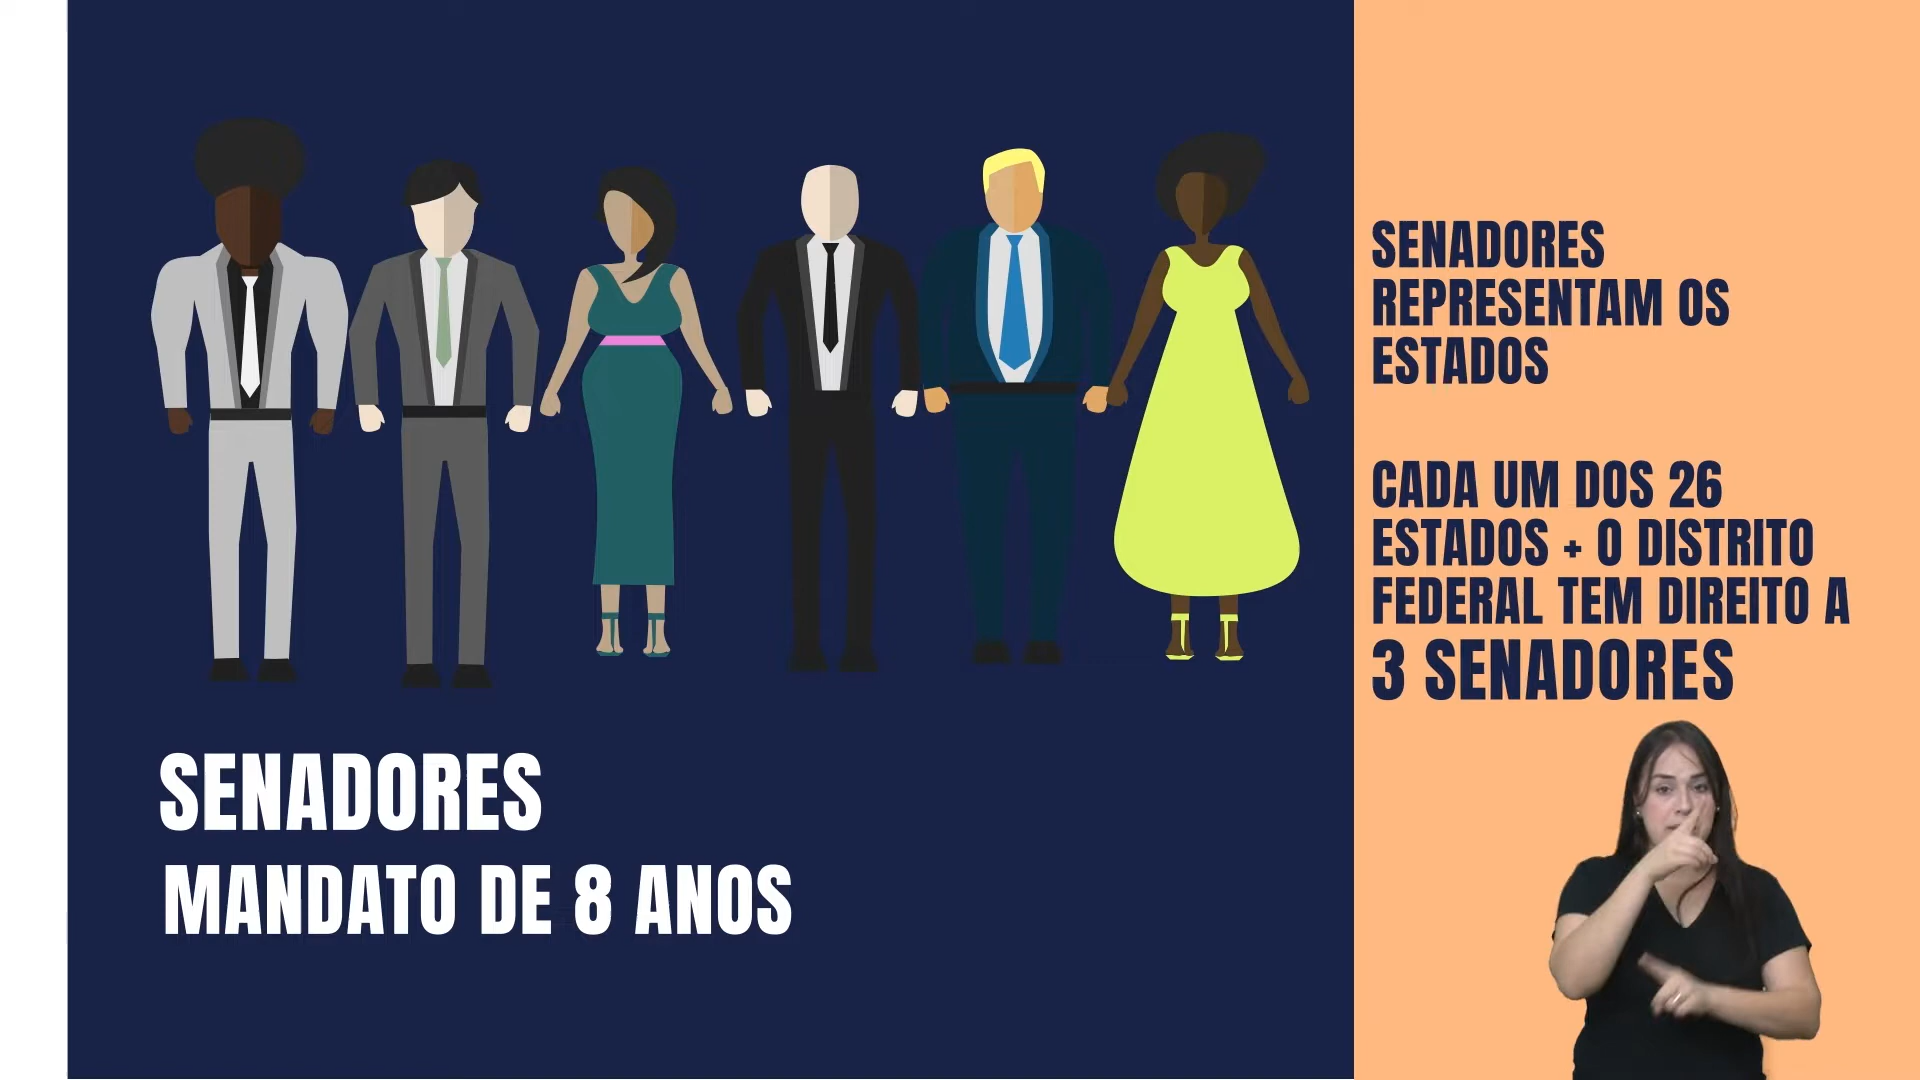 SENADORES
MANDATO DE 8 ANOS
SENADORES
REPRESENTAM OS
ESTADOS
CADA UM DOS 26
ESTADOS + O DISTRITO
FEDERAL TEM DIREITO A
3 SENADORES